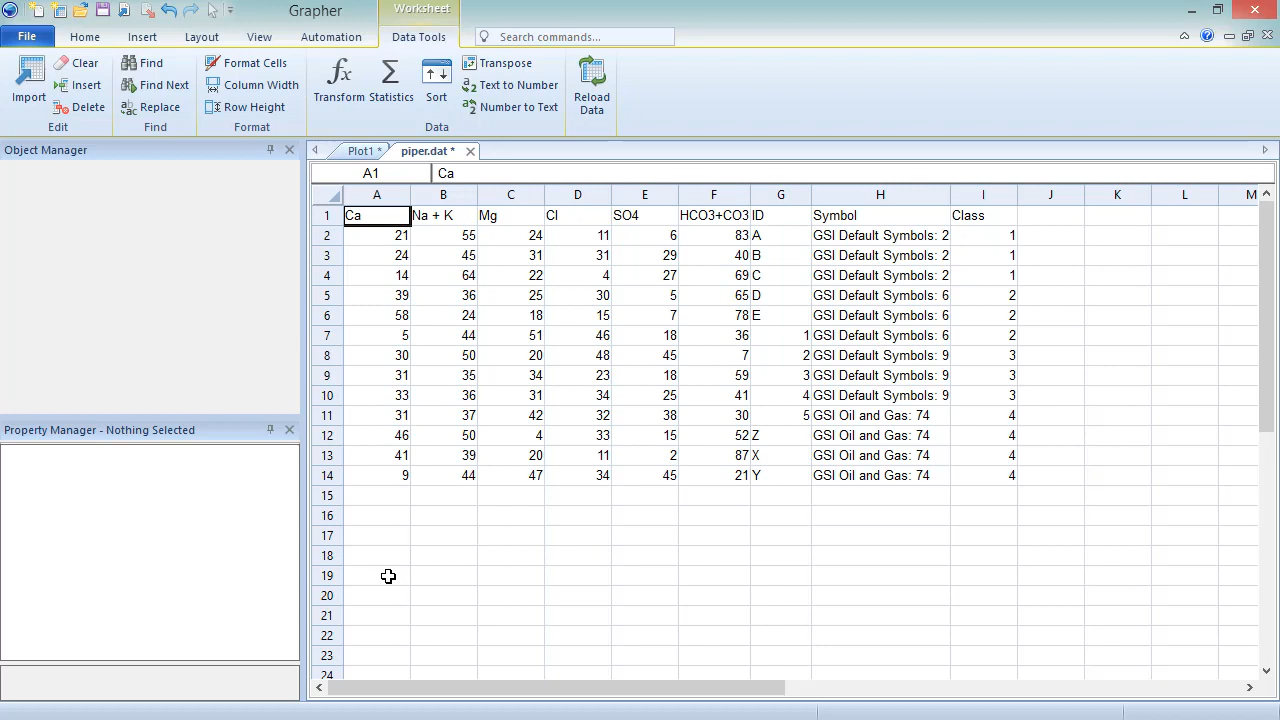 Grapher
Worksheet
File Home Insert Layout View Automation Data Tools Search commands...
Import Clear Insert Delete Edit
Find Find Next Replace Find
Format Cells Column Width Row Height Format
fx Transform Σ Statistics Sort Transpose Text to Number Number to Text Data
Reload Data
Object Manager
Property Manager - Nothing Selected
Plot1 * piper.dat *
A1 Ca
A B C D E F G H I J K L M
1 Ca Na + K Mg Cl SO4 HCO3+CO3 ID Symbol Class
2 21 55 24 11 6 83 A GSI Default Symbols: 2 1
3 24 45 31 31 29 40 B GSI Default Symbols: 2 1
4 14 64 22 4 27 69 C GSI Default Symbols: 2 1
5 39 36 25 30 5 65 D GSI Default Symbols: 6 2
6 58 24 18 15 7 78 E GSI Default Symbols: 6 2
7 5 44 51 46 18 36 1 GSI Default Symbols: 6 2
8 30 50 20 48 45 7 2 GSI Default Symbols: 9 3
9 31 35 34 23 18 59 3 GSI Default Symbols: 9 3
10 33 36 31 34 25 41 4 GSI Default Symbols: 9 3
11 31 37 42 32 38 30 5 GSI Oil and Gas: 74 4
12 46 50 4 33 15 52 Z GSI Oil and Gas: 74 4
13 41 39 20 11 2 87 X GSI Oil and Gas: 74 4
14 9 44 47 34 45 21 Y GSI Oil and Gas: 74 4
15
16
17
18
19
20
21
22
23
24